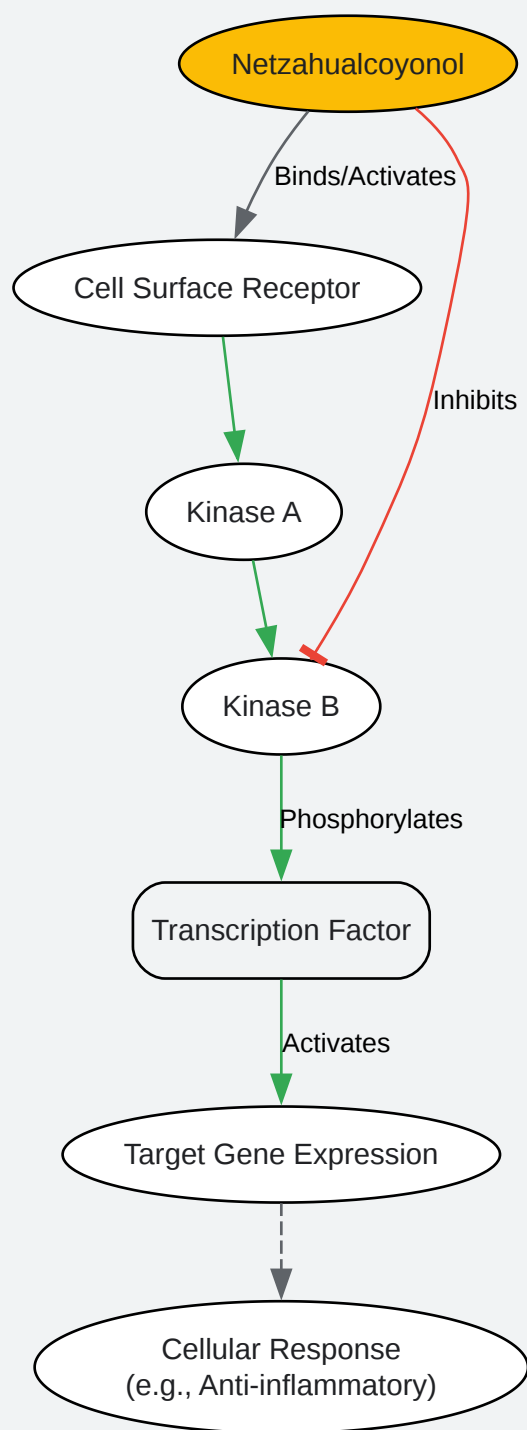 Netzahualcoyonol
Binds/Activates
Cell Surface Receptor
Inhibits
Kinase A
Kinase B
Phosphorylates
Transcription Factor
Activates
Target Gene Expression
Cellular Response
(e.g., Anti-inflammatory)